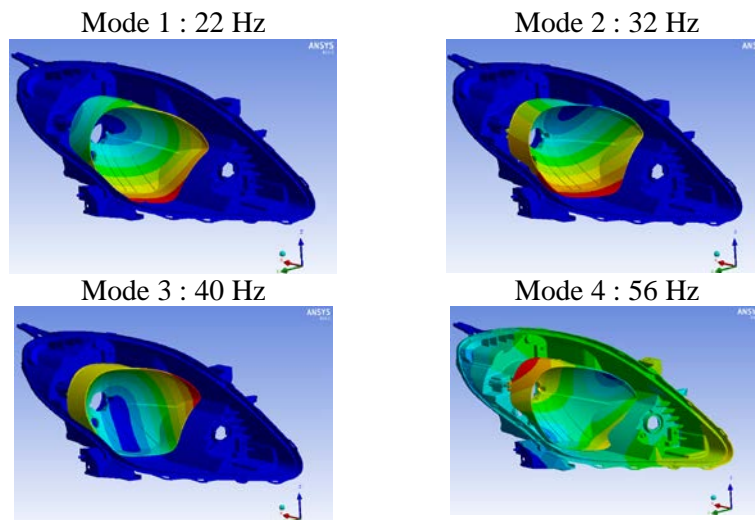 Mode 1 : 22 Hz
Mode 2 : 32 Hz
ANSYS
ANSYS
Mode 3 : 40 Hz
Mode 4 : 56 Hz
ANSYS
ANSYS